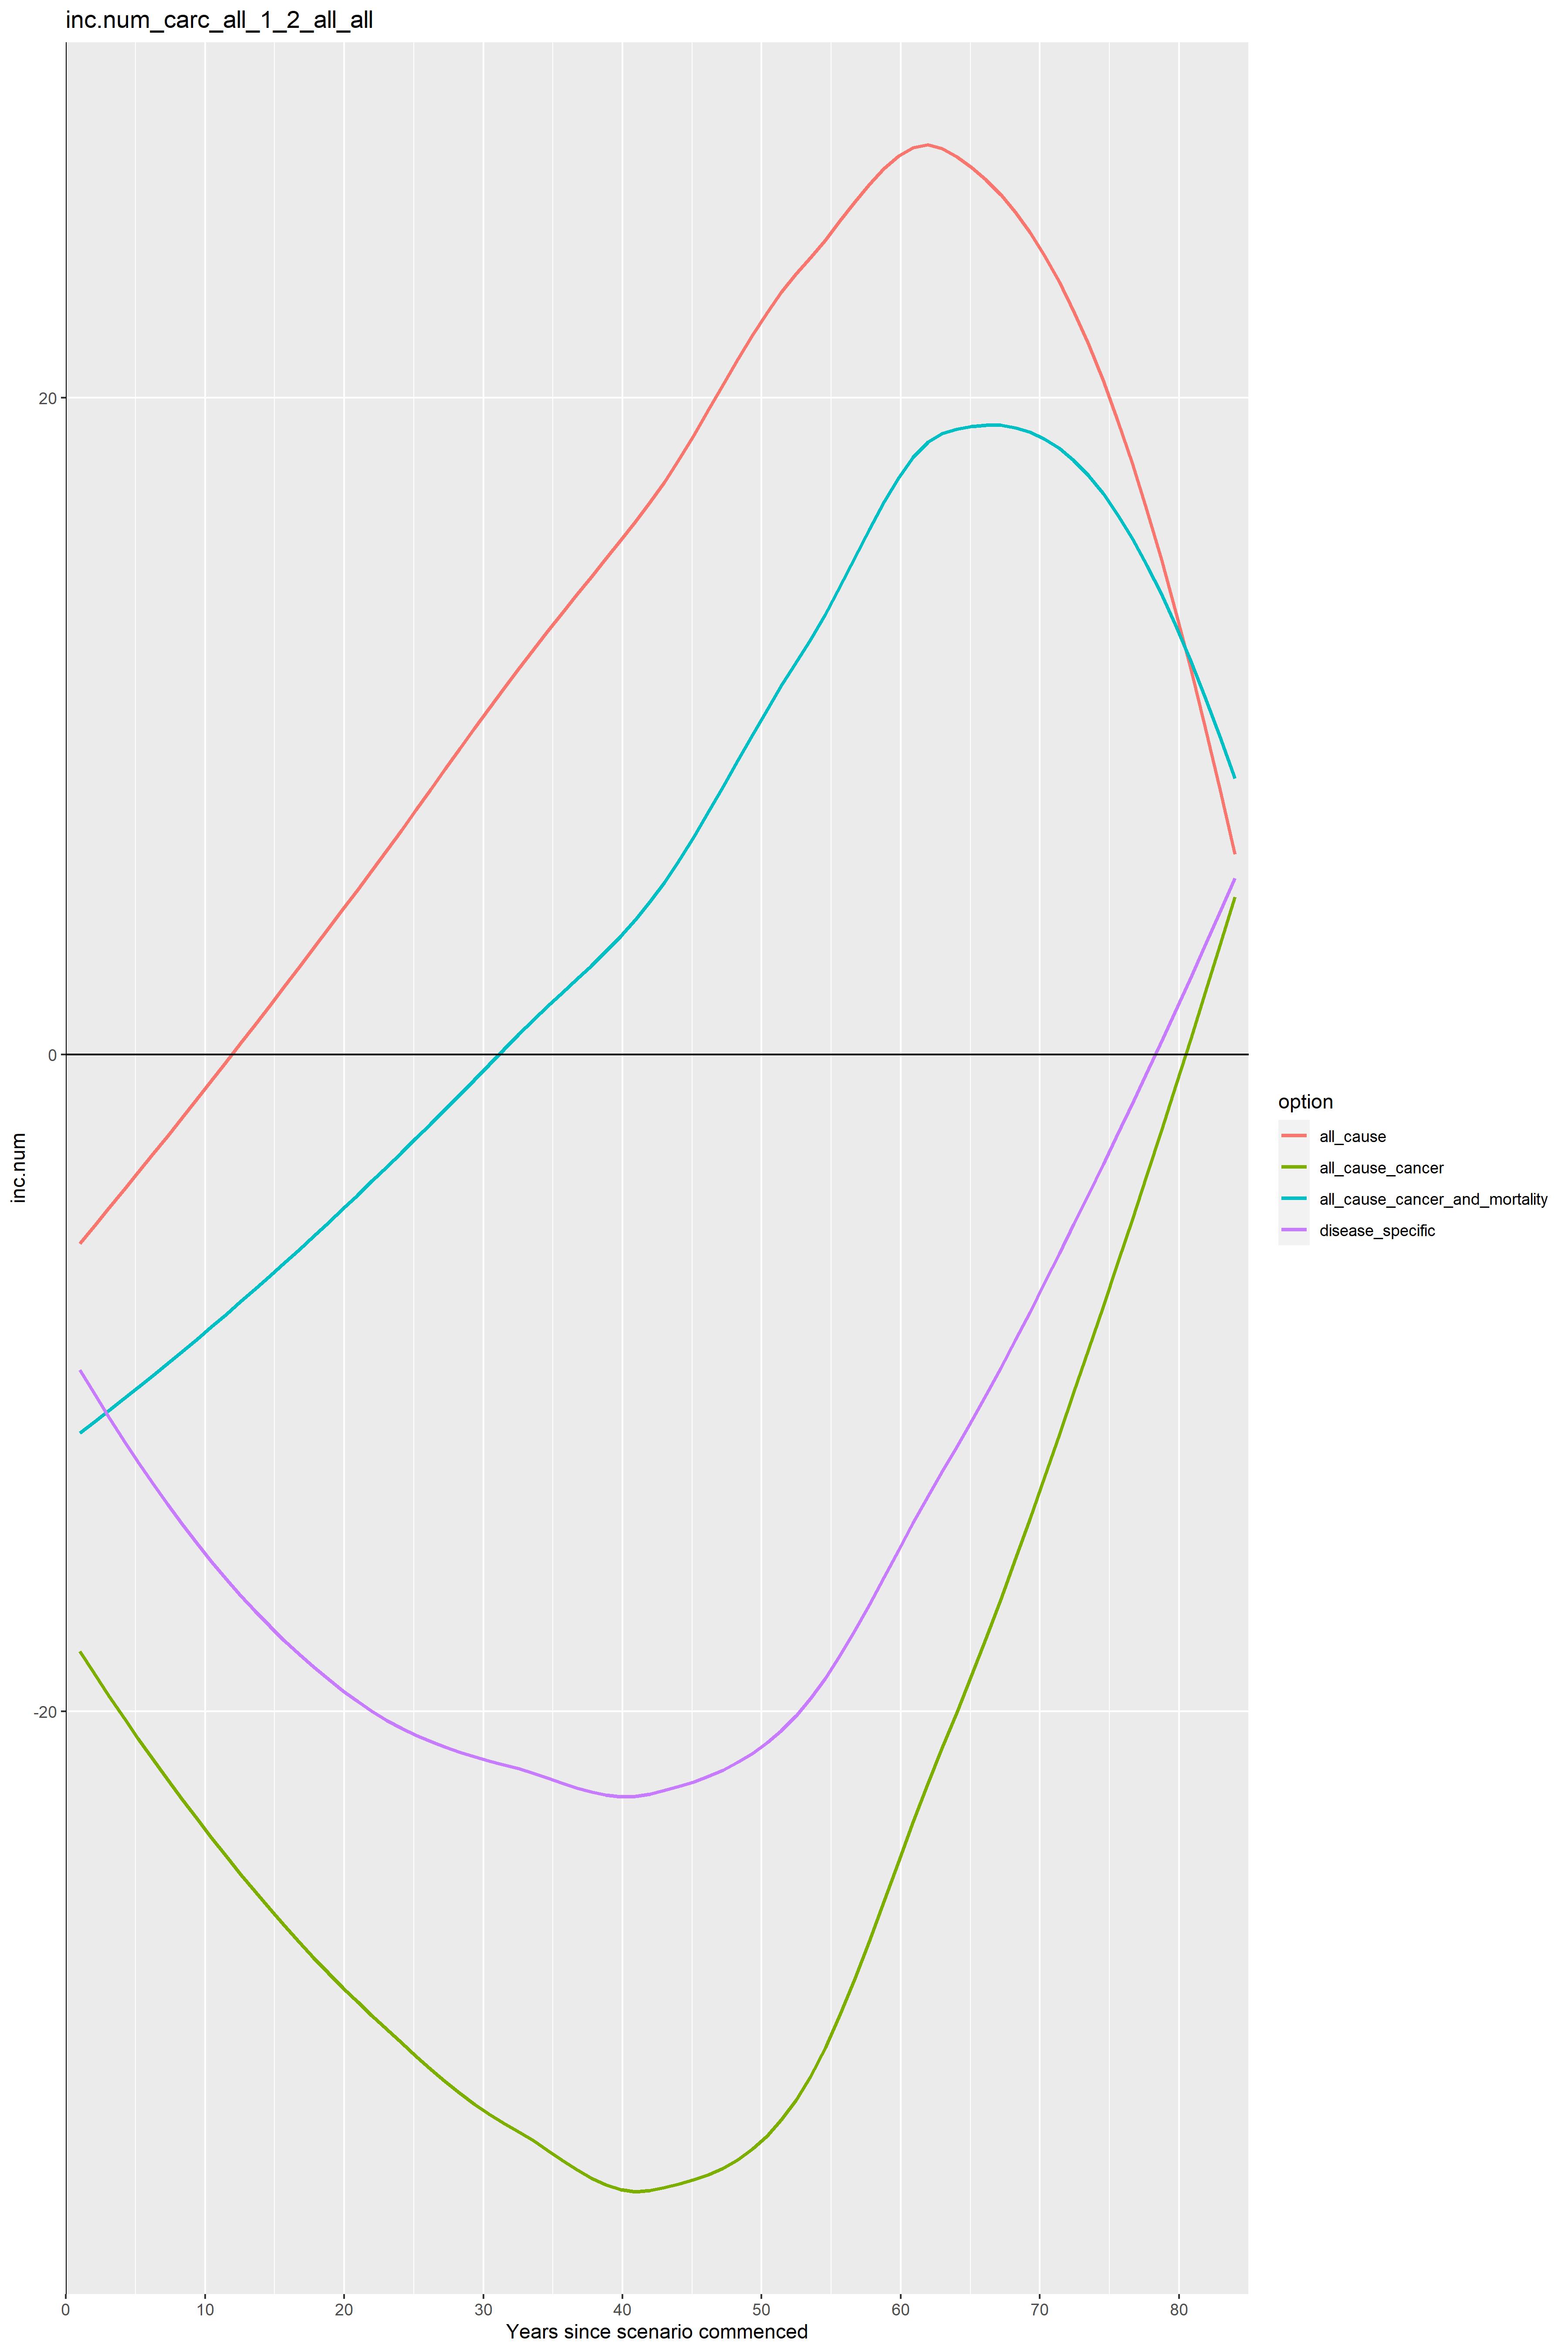 inc.num_carc_all_1_2_all_all
20
0
-20
inc.num
0 10 20 30 40 50 60 70 80
Years since scenario commenced
option
all_cause
all_cause_cancer
all_cause_cancer_and_mortality
disease_specific